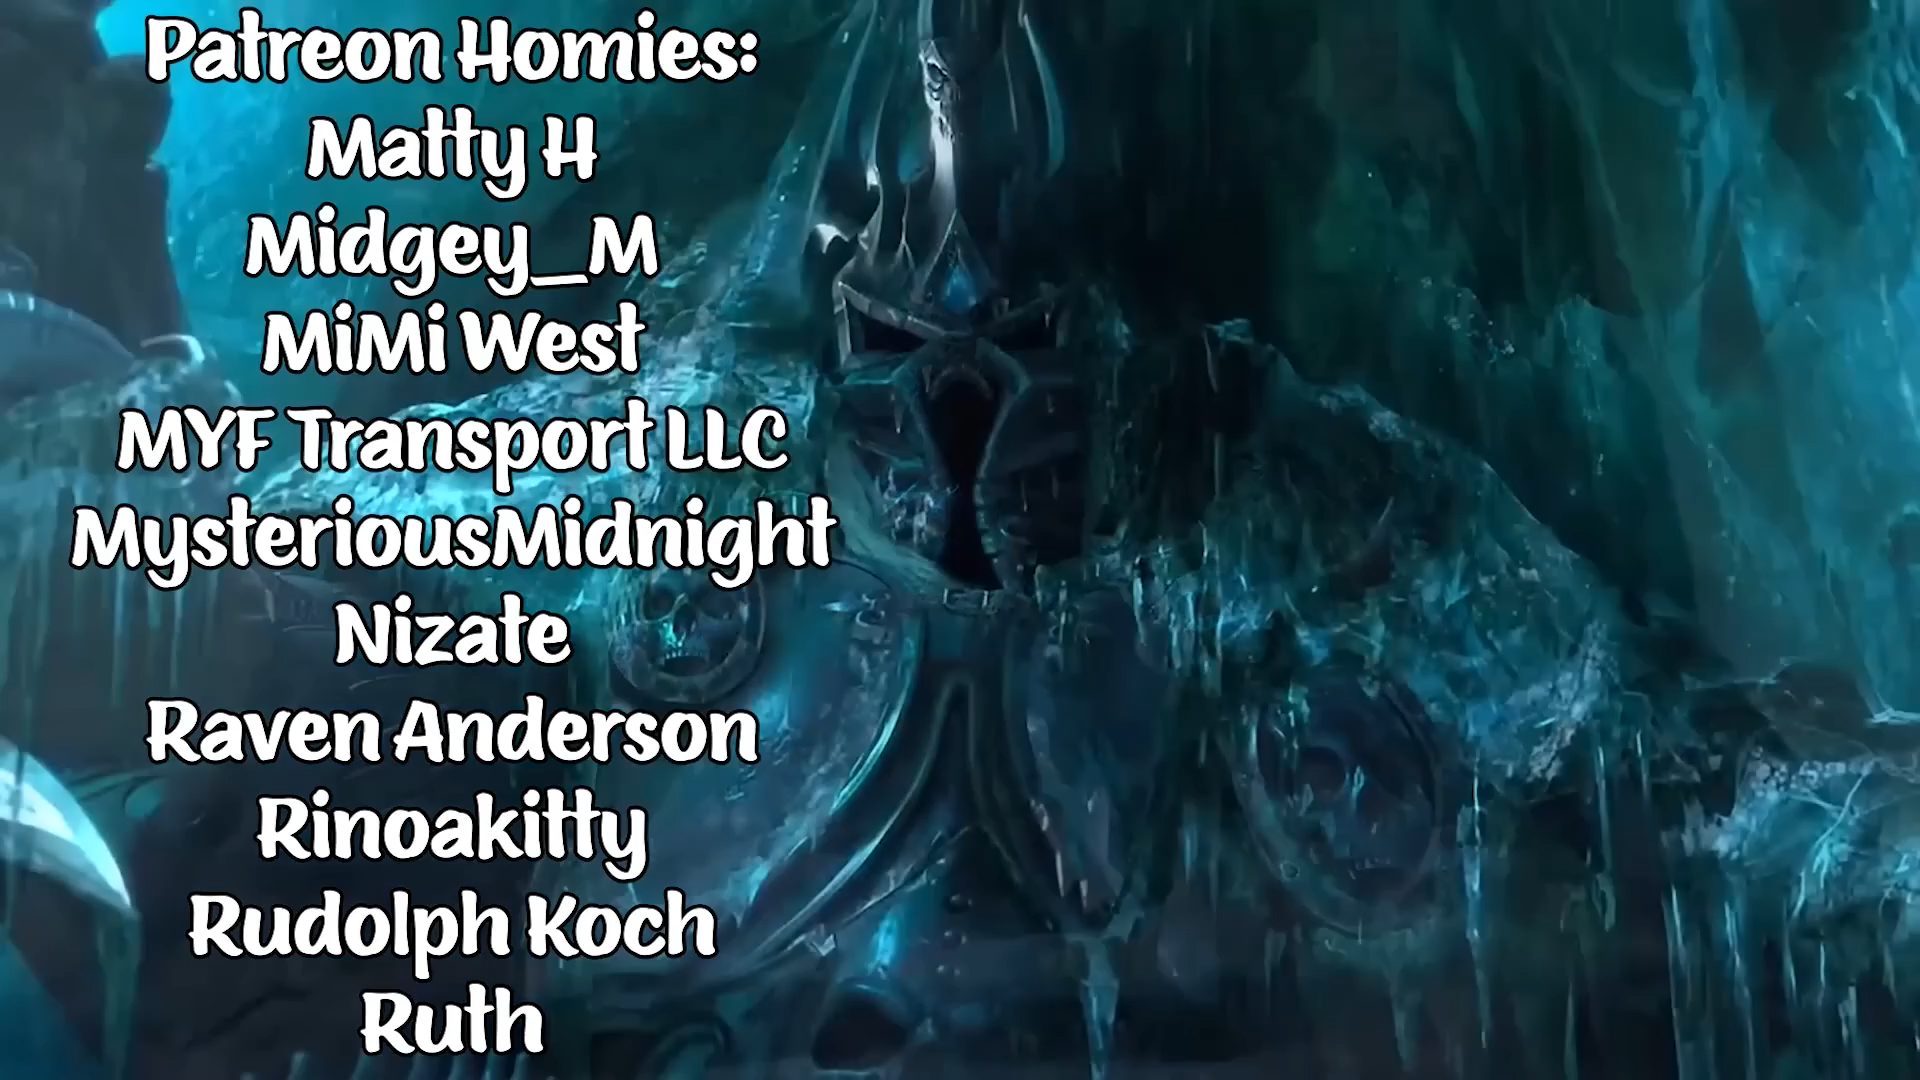 Patreon Homies:
Matty H
Midgey_M
MiMi West
MYF Transport LLC
MysteriousMidnight
Nizate
Raven Anderson
Rinoakitty
Rudolph Koch
Ruth